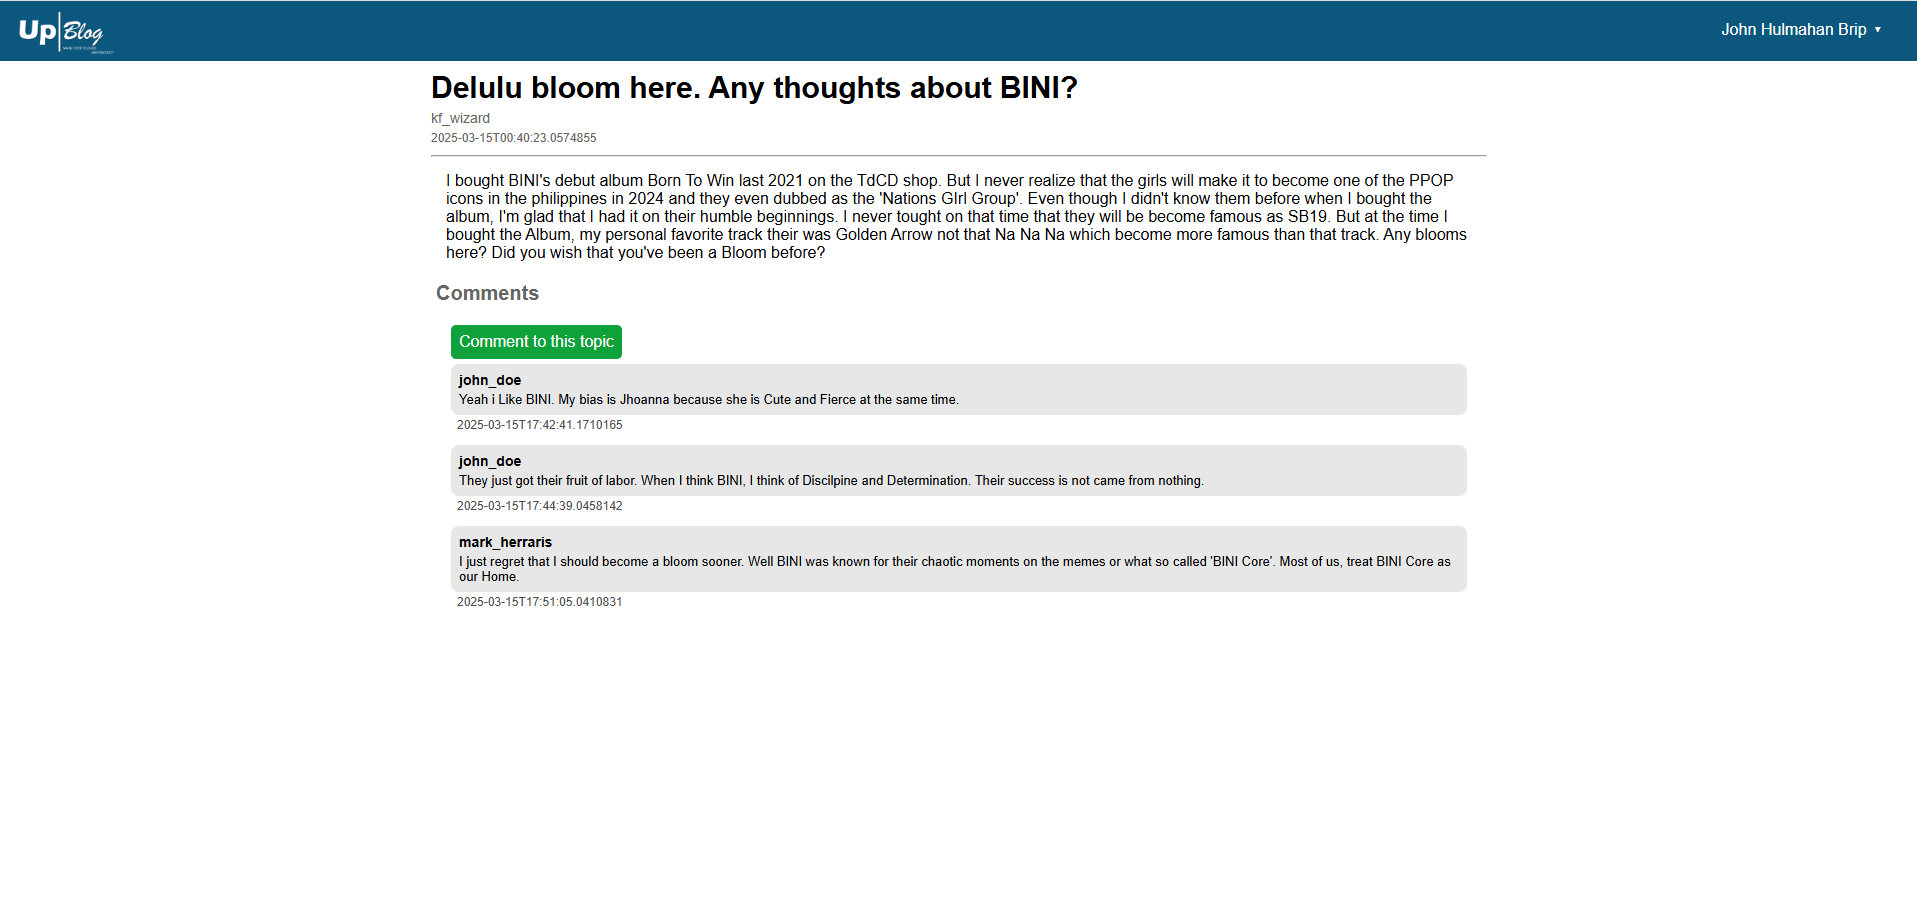 Up Blog
John Hulmahan Brip ▾
Delulu bloom here. Any thoughts about BINI?
kf_wizard
2025-03-15T00:40:23.0574855
I bought BINI's debut album Born To Win last 2021 on the TdCD shop. But I never realize that the girls will make it to become one of the PPOP
icons in the philippines in 2024 and they even dubbed as the 'Nations GIrl Group'. Even though I didn't know them before when I bought the
album, I'm glad that I had it on their humble beginnings. I never tought on that time that they will be become famous as SB19. But at the time I
bought the Album, my personal favorite track their was Golden Arrow not that Na Na Na which become more famous than that track. Any blooms
here? Did you wish that you've been a Bloom before?
Comments
Comment to this topic
john_doe
Yeah i Like BINI. My bias is Jhoanna because she is Cute and Fierce at the same time.
2025-03-15T17:42:41.1710165
john_doe
They just got their fruit of labor. When I think BINI, I think of Discilpine and Determination. Their success is not came from nothing.
2025-03-15T17:44:39.0458142
mark_herraris
I just regret that I should become a bloom sooner. Well BINI was known for their chaotic moments on the memes or what so called 'BINI Core'. Most of us, treat BINI Core as
our Home.
2025-03-15T17:51:05.0410831